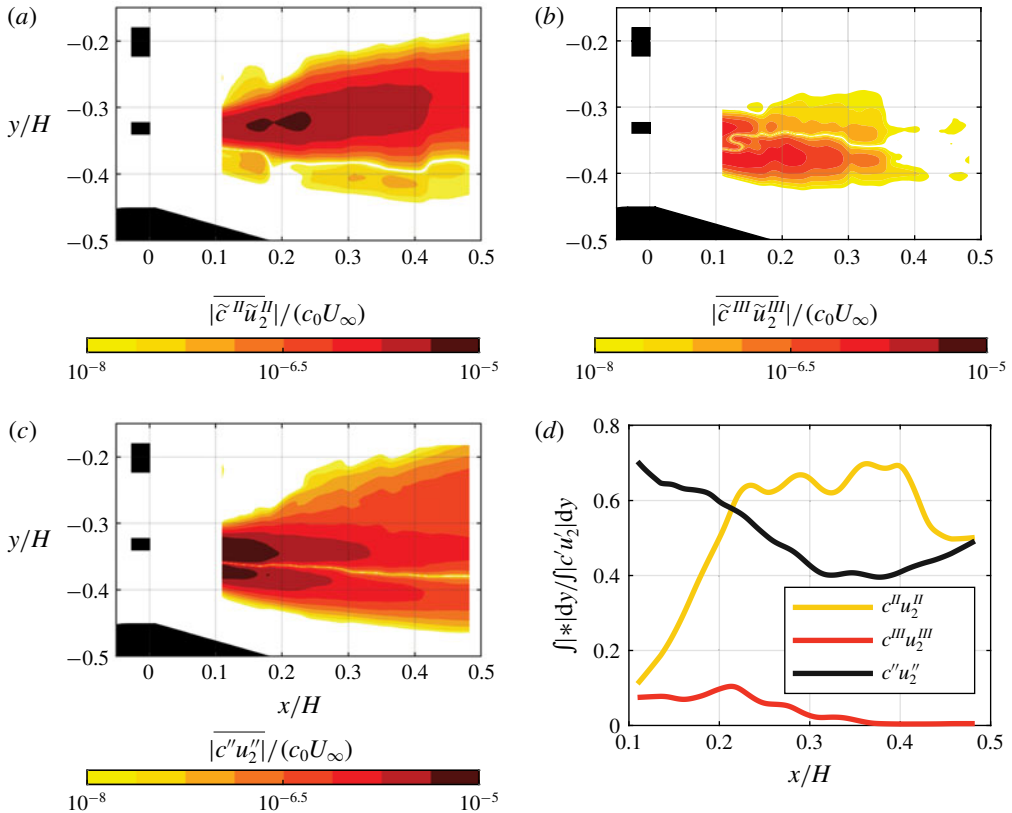 (a)
−0.2
−0.3
y/H
−0.4
−0.5
0 0.1 0.2 0.3 0.4 0.5
|c̃^II ũ_2^II|/(c_0U_∞)
10^−8 10^−6.5 10^−5
(b)
−0.2
−0.3
−0.4
−0.5
0 0.1 0.2 0.3 0.4 0.5
|c̃^III ũ_2^III|/(c_0U_∞)
10^−8 10^−6.5 10^−5
(c)
−0.2
−0.3
y/H
−0.4
−0.5
0 0.1 0.2 0.3 0.4 0.5
x/H
|c″u_2″|/(c_0U_∞)
10^−8 10^−6.5 10^−5
(d)
0.8
0.6
0.4
0.2
0
∫|*|dy/∫|c′u_2′|dy
c^II u_2^II
c^III u_2^III
c″u_2″
0.1 0.2 0.3 0.4 0.5
x/H